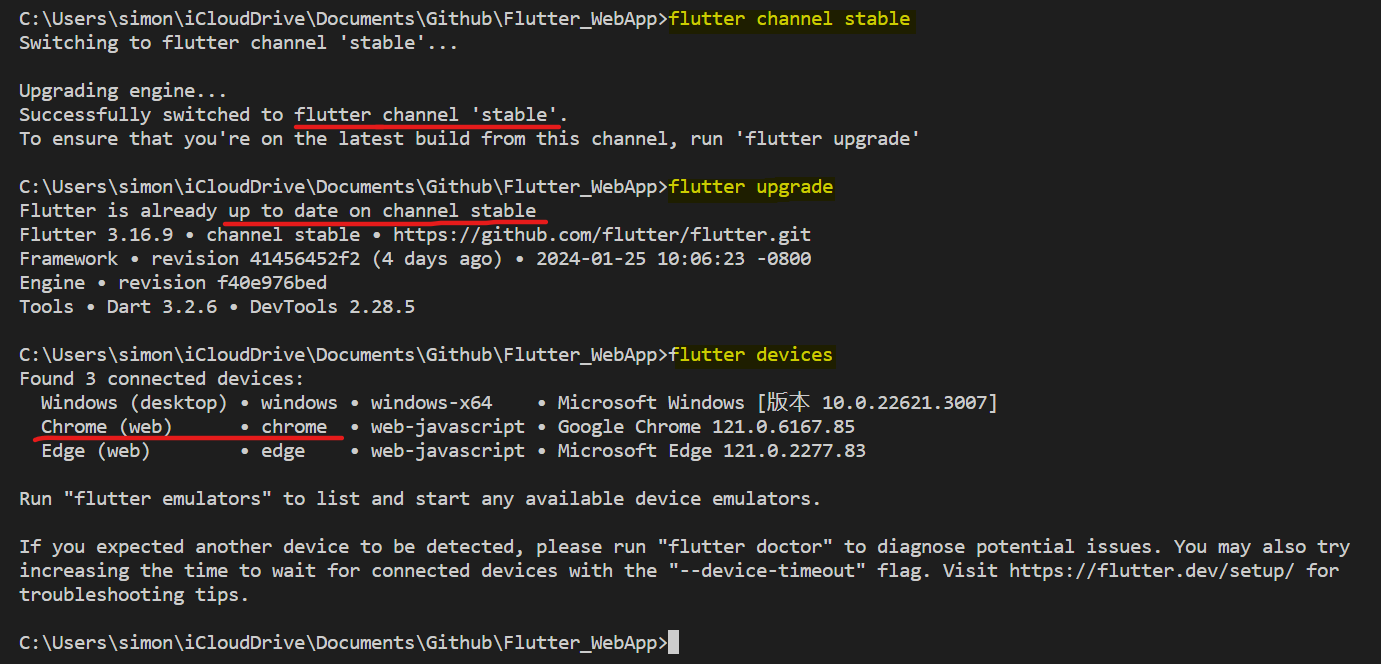 C:\Users\simon\iCloudDrive\Documents\Github\Flutter_WebApp>flutter channel stable
Switching to flutter channel 'stable'...
Upgrading engine...
Successfully switched to flutter channel 'stable'.
To ensure that you're on the latest build from this channel, run 'flutter upgrade'
C:\Users\simon\iCloudDrive\Documents\Github\Flutter_WebApp>flutter upgrade
Flutter is already up to date on channel stable
Flutter 3.16.9 • channel stable • https://github.com/flutter/flutter.git
Framework • revision 41456452f2 (4 days ago) • 2024-01-25 10:06:23 -0800
Engine • revision f40e976bed
Tools • Dart 3.2.6 • DevTools 2.28.5
C:\Users\simon\iCloudDrive\Documents\Github\Flutter_WebApp>flutter devices
Found 3 connected devices:
  Windows (desktop) • windows • windows-x64    • Microsoft Windows [版本 10.0.22621.3007]
  Chrome (web)      • chrome  • web-javascript • Google Chrome 121.0.6167.85
  Edge (web)        • edge    • web-javascript • Microsoft Edge 121.0.2277.83
Run "flutter emulators" to list and start any available device emulators.
If you expected another device to be detected, please run "flutter doctor" to diagnose potential issues. You may also try
increasing the time to wait for connected devices with the "--device-timeout" flag. Visit https://flutter.dev/setup/ for
troubleshooting tips.
C:\Users\simon\iCloudDrive\Documents\Github\Flutter_WebApp>